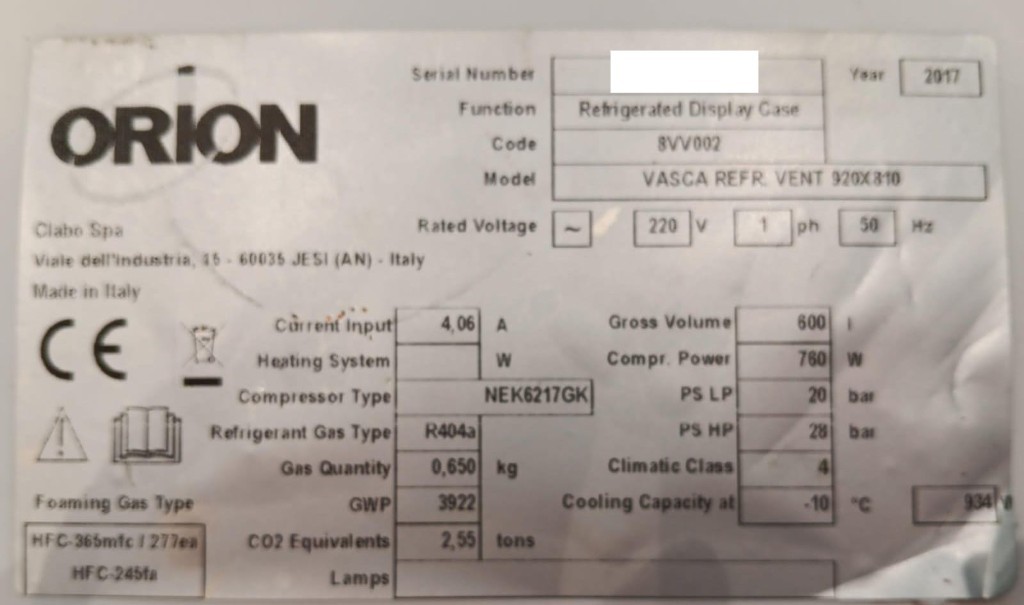 ORION
Serial Number
Year 2017
Function Refrigerated Display Case
Code 8VV002
Model VASCA REFR. VENT 920X810
Rated Voltage ~ 220 V 1 ph 50 Hz
Clabo Spa
Viale dell'Industria, 15 - 60035 JESI (AN) - Italy
Made in Italy
CE
Current Input 4,06 A
Gross Volume 600 l
Heating System W
Compr. Power 760 W
Compressor Type NEK6217GK
PS LP 20 bar
Refrigerant Gas Type R404a
PS HP 28 bar
Gas Quantity 0,650 kg
Climatic Class 4
Foaming Gas Type
GWP 3922
Cooling Capacity at -10 °C 934
HFC-365mfc / 277ea
HFC-245fa
CO2 Equivalents 2,55 tons
Lamps